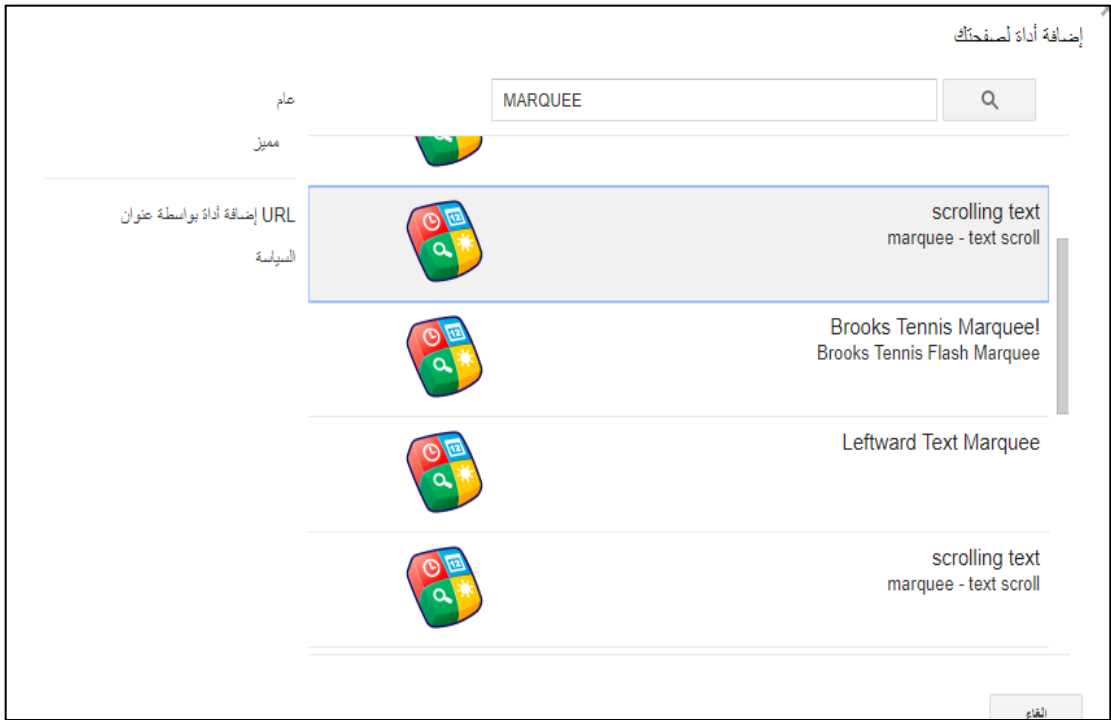 إضافة أداة لصفحتك
MARQUEE
عام
مميز
إضافة أداة بواسطة عنوان URL
السياسة
scrolling text
marquee - text scroll
Brooks Tennis Marquee!
Brooks Tennis Flash Marquee
Leftward Text Marquee
scrolling text
marquee - text scroll
إلغاء